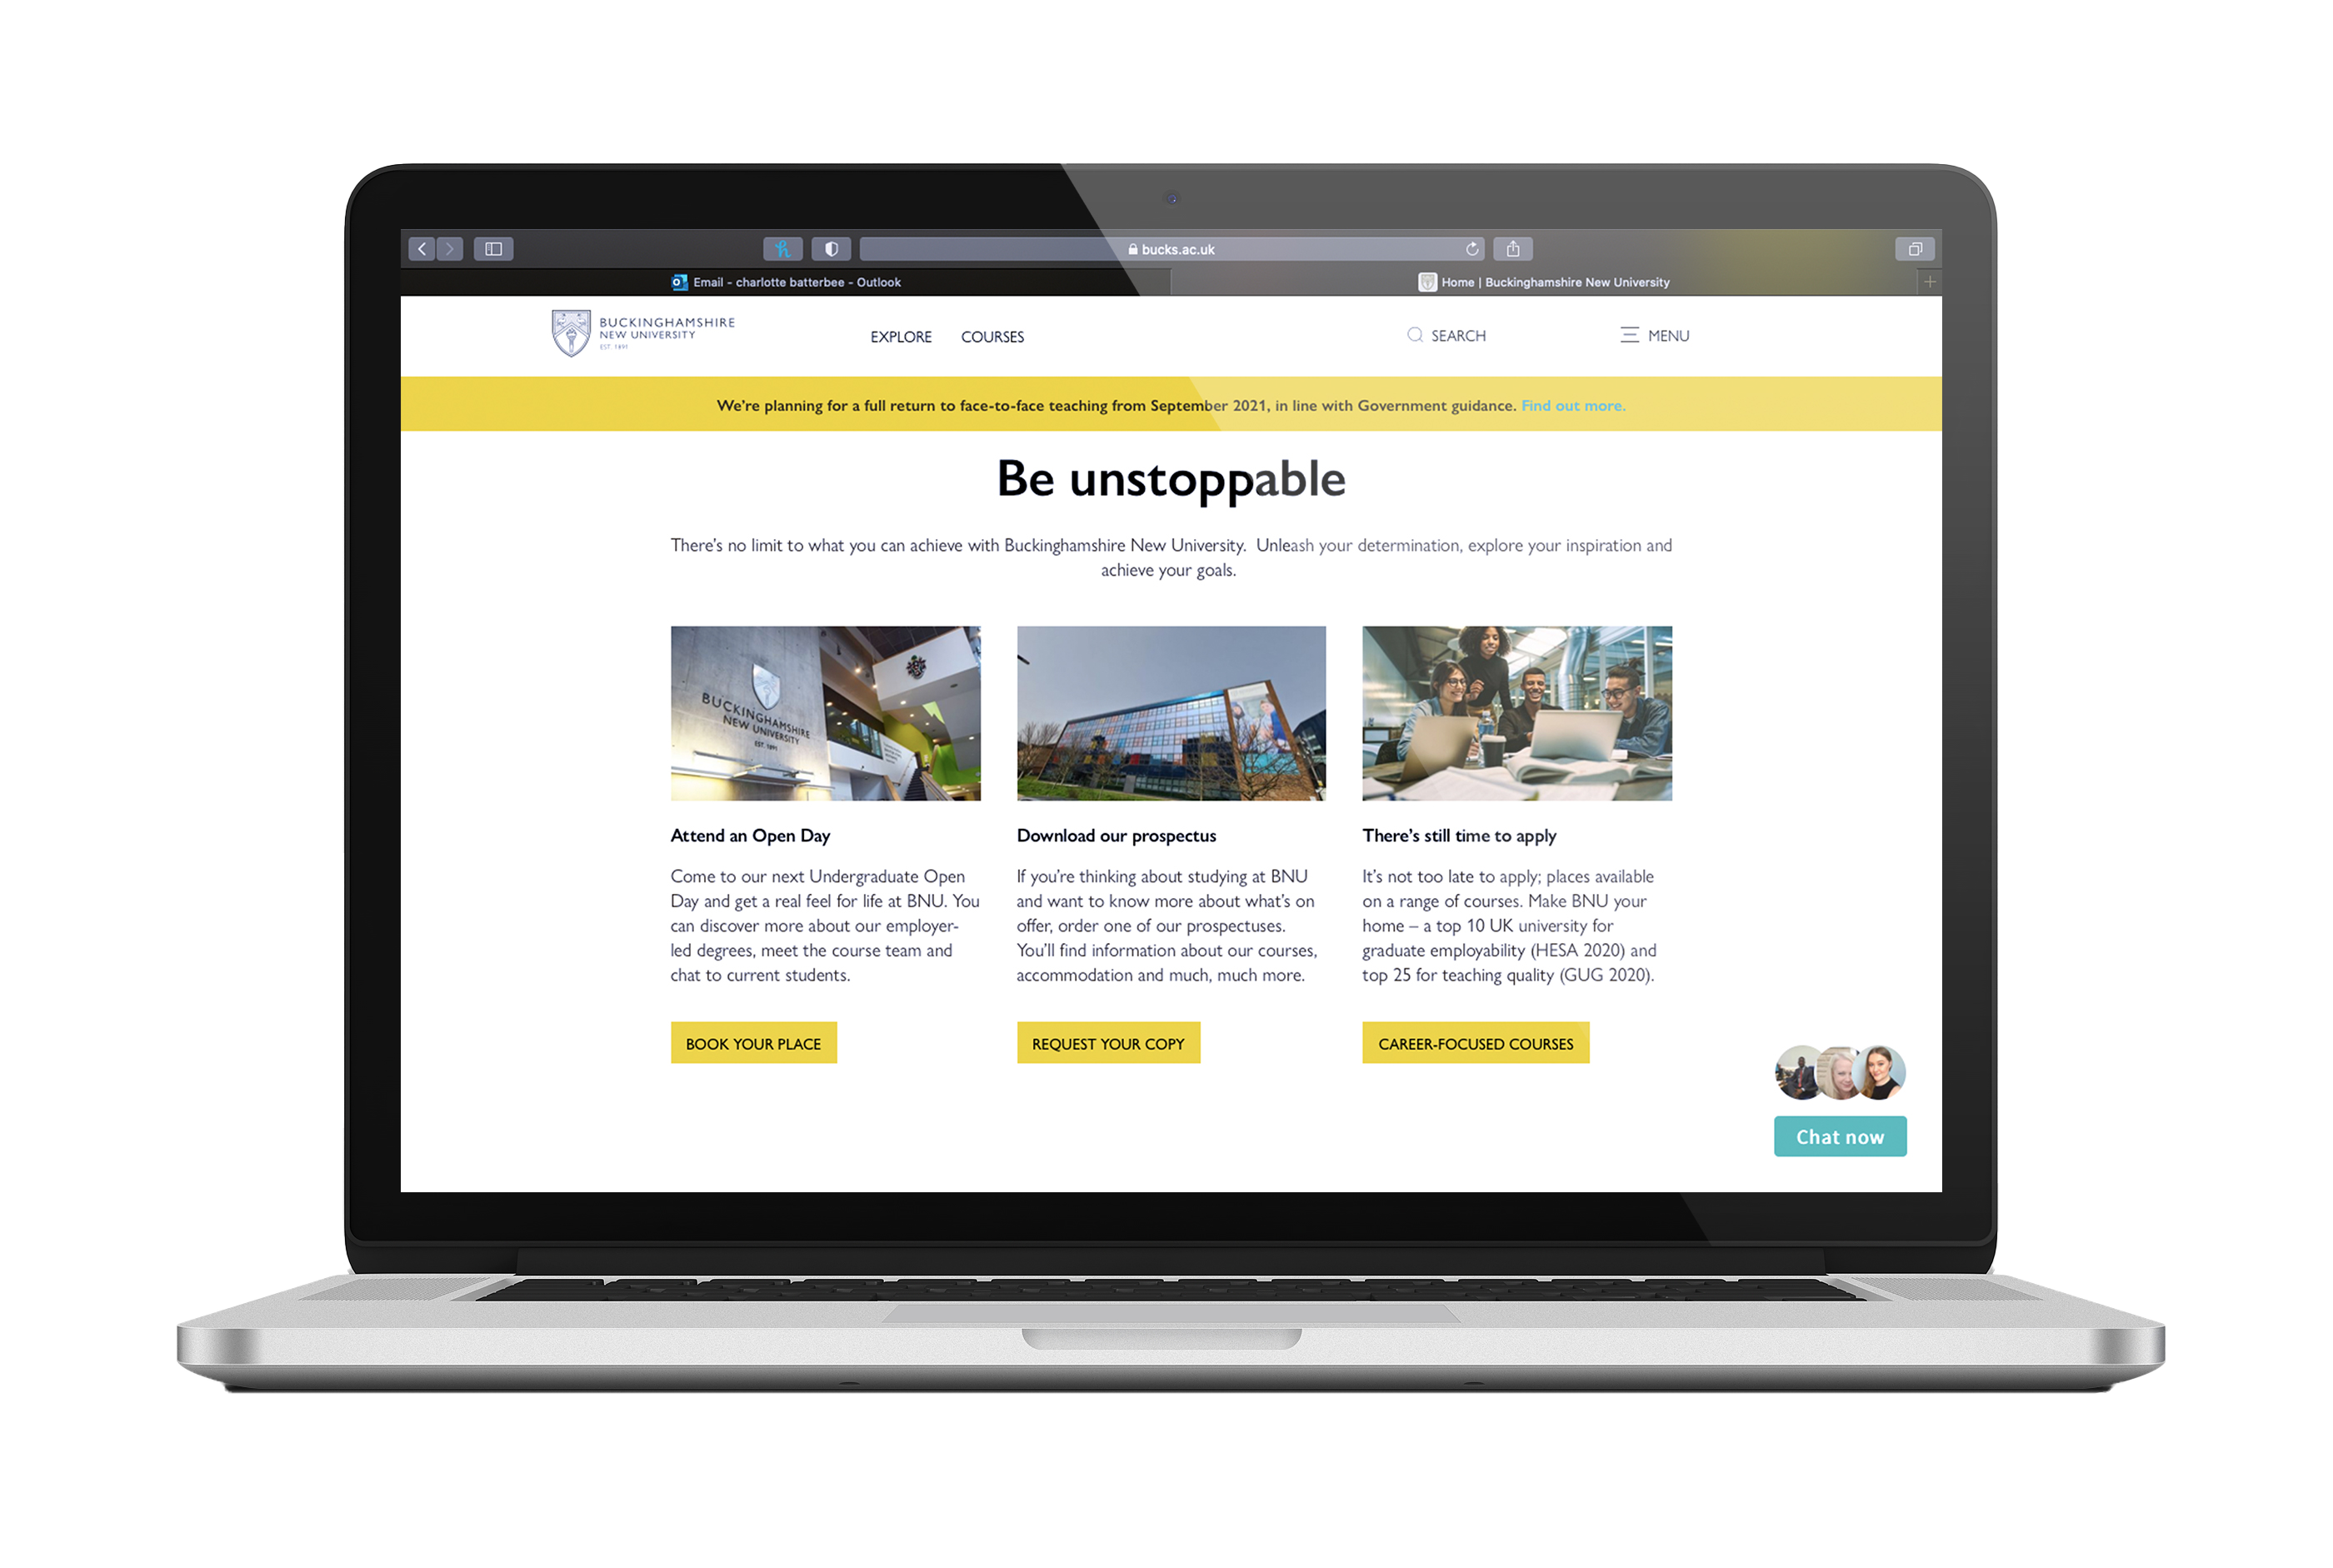 bucks.ac.uk
Email - charlotte batterbee - Outlook
Home | Buckinghamshire New University
BUCKINGHAMSHIRE
NEW UNIVERSITY
EST. 1891
EXPLORE
COURSES
SEARCH
MENU
We're planning for a full return to face-to-face teaching from September 2021, in line with Government guidance. Find out more.
Be unstoppable
There's no limit to what you can achieve with Buckinghamshire New University.  Unleash your determination, explore your inspiration and
achieve your goals.
BUCKINGHAMSHIRE
NEW UNIVERSITY
EST. 1891
Attend an Open Day
Come to our next Undergraduate Open
Day and get a real feel for life at BNU. You
can discover more about our employer-
led degrees, meet the course team and
chat to current students.
BOOK YOUR PLACE
Download our prospectus
If you're thinking about studying at BNU
and want to know more about what's on
offer, order one of our prospectuses.
You'll find information about our courses,
accommodation and much, much more.
REQUEST YOUR COPY
There's still time to apply
It's not too late to apply; places available
on a range of courses. Make BNU your
home – a top 10 UK university for
graduate employability (HESA 2020) and
top 25 for teaching quality (GUG 2020).
CAREER-FOCUSED COURSES
Chat now